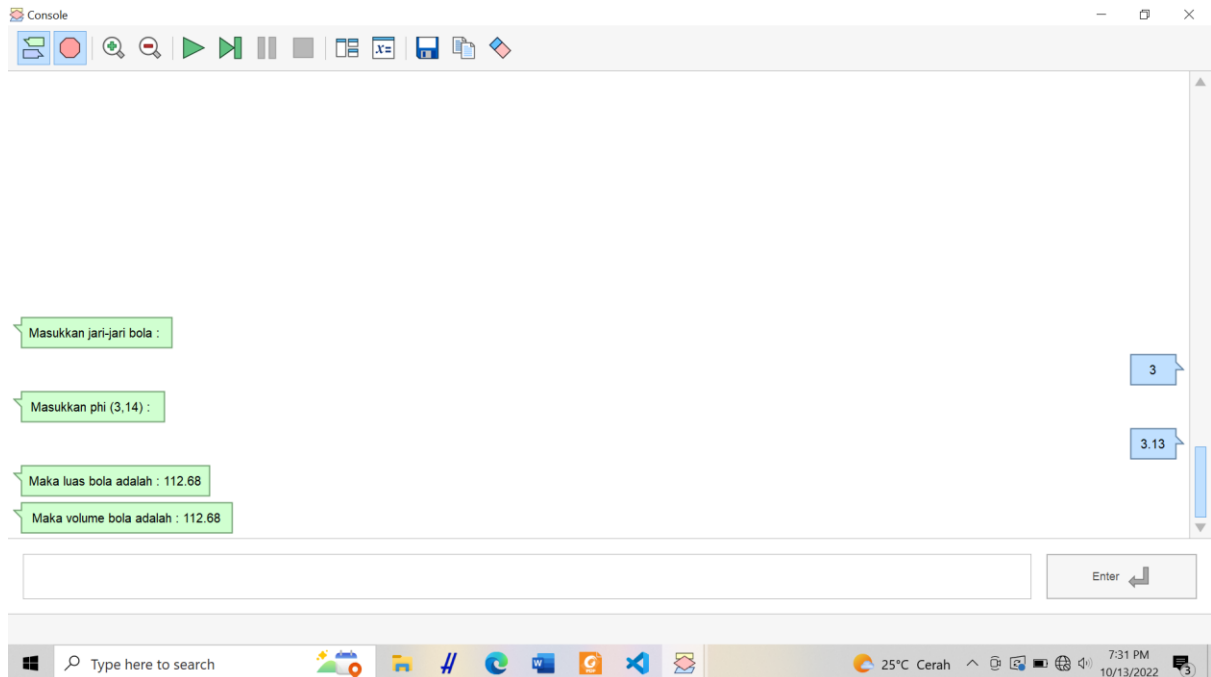 Console
x=
Masukkan jari-jari bola :
3
Masukkan phi (3,14) :
3.13
Maka luas bola adalah : 112.68
Maka volume bola adalah : 112.68
Enter
Type here to search
25°C Cerah
7:31 PM
10/13/2022
3